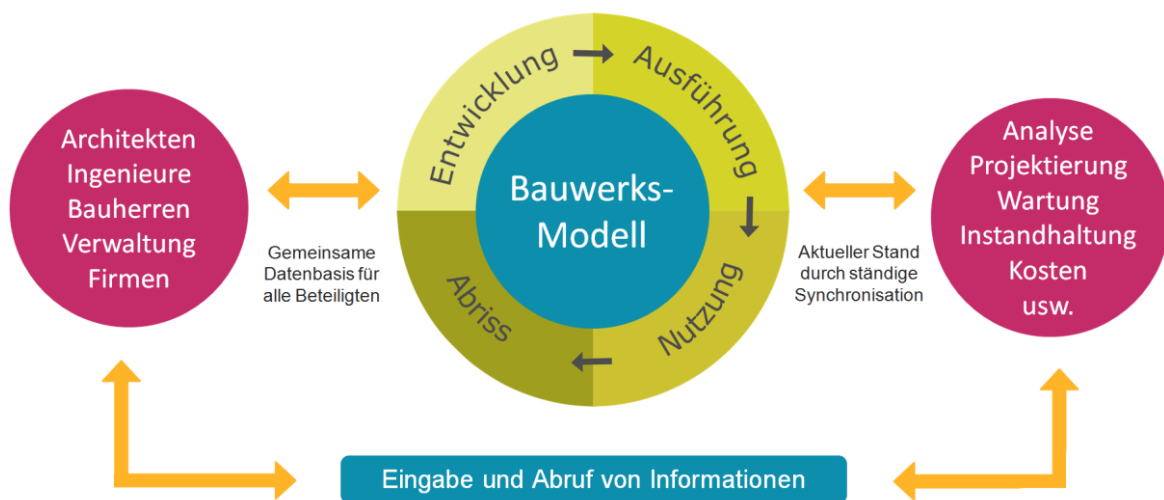 Architekten
Ingenieure
Bauherren
Verwaltung
Firmen
Gemeinsame
Datenbasis für
alle Beteiligten
Entwicklung
Ausführung
Nutzung
Abriss
Bauwerks-
Modell
Aktueller Stand
durch ständige
Synchronisation
Analyse
Projektierung
Wartung
Instandhaltung
Kosten
usw.
Eingabe und Abruf von Informationen